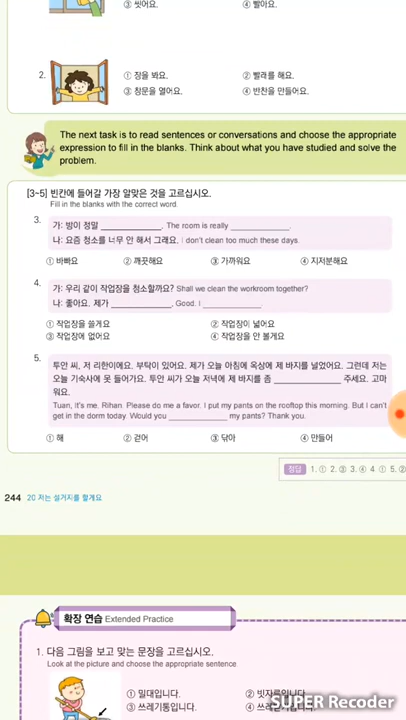 ③ 씻어요. ④ 빨아요.
2. ① 장을 봐요. ② 빨래를 해요.
③ 창문을 열어요. ④ 반찬을 만들어요.
The next task is to read sentences or conversations and choose the appropriate
expression to fill in the blanks. Think about what you have studied and solve the
problem.
[3~5] 빈칸에 들어갈 가장 알맞은 것을 고르십시오.
Fill in the blanks with the correct word.
3.
가: 방이 정말 ____________. The room is really ____________.
나: 요즘 청소를 너무 안 해서 그래요. I don't clean too much these days.
① 바빠요 ② 깨끗해요 ③ 가까워요 ④ 지저분해요
4.
가: 우리 같이 작업장을 청소할까요? Shall we clean the workroom together?
나: 좋아요. 제가 ____________. Good. I ____________.
① 작업장을 쓸게요 ② 작업장이 넓어요
③ 작업장에 없어요 ④ 작업장을 안 볼게요
5.
투안 씨, 저 리한이에요. 부탁이 있어요. 제가 오늘 아침에 옥상에 제 바지를 널었어요. 그런데 저는
오늘 기숙사에 못 들어가요. 투안 씨가 오늘 저녁에 제 바지를 좀 ____________ 주세요. 고마
워요.
Tuan, it's me, Rihan. Please do me a favor. I put my pants on the rooftop this morning. But I can't
get in the dorm today. Would you ____________ my pants? Thank you.
① 해 ② 걷어 ③ 닦아 ④ 만들어
정답 1. ① 2. ③ 3. ④ 4 ① 5. ②
244 20 저는 설거지를 할게요
확장 연습 Extended Practice
1. 다음 그림을 보고 맞는 문장을 고르십시오.
Look at the picture and choose the appropriate sentence
① 밀대입니다. ② 빗자루입니다
③ 쓰레기통입니다. ④
SUPER Recoder